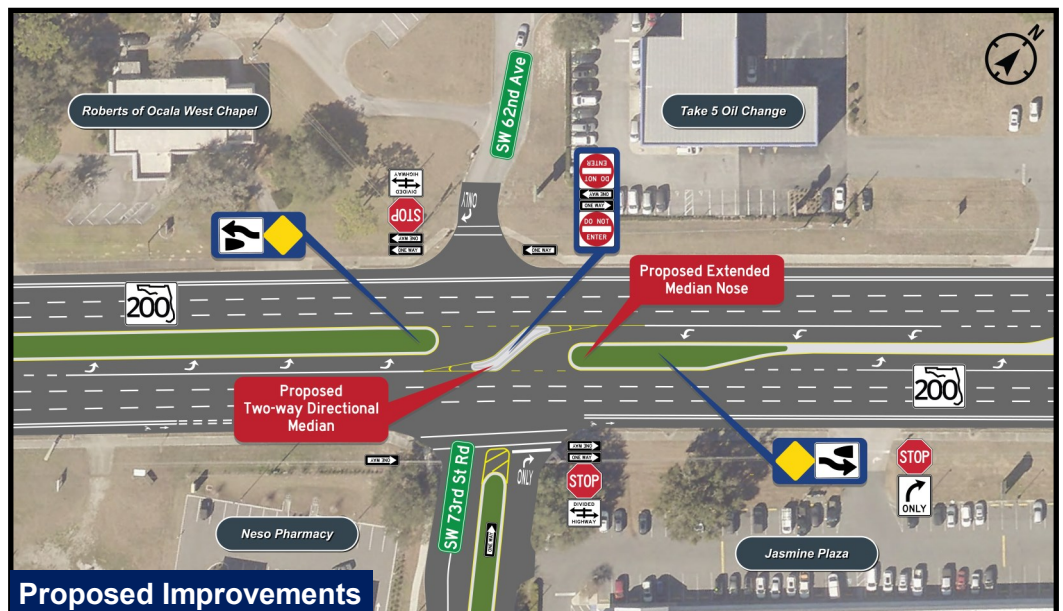 N
Roberts of Ocala West Chapel
SW 62nd Ave
Take 5 Oil Change
DO NOT
ENTER
ONE WAY
ONE WAY
DO NOT
ENTER
DIVIDED
HIGHWAY
STOP
ONE WAY
ONE WAY
ONLY
ONE WAY
200
Proposed Extended
Median Nose
Proposed
Two-way Directional
Median
200
ONE WAY
SW 73rd St Rd
ONLY
ONE WAY
ONE WAY
STOP
DIVIDED
HIGHWAY
ONE WAY
STOP
ONLY
Neso Pharmacy
Jasmine Plaza
Proposed Improvements